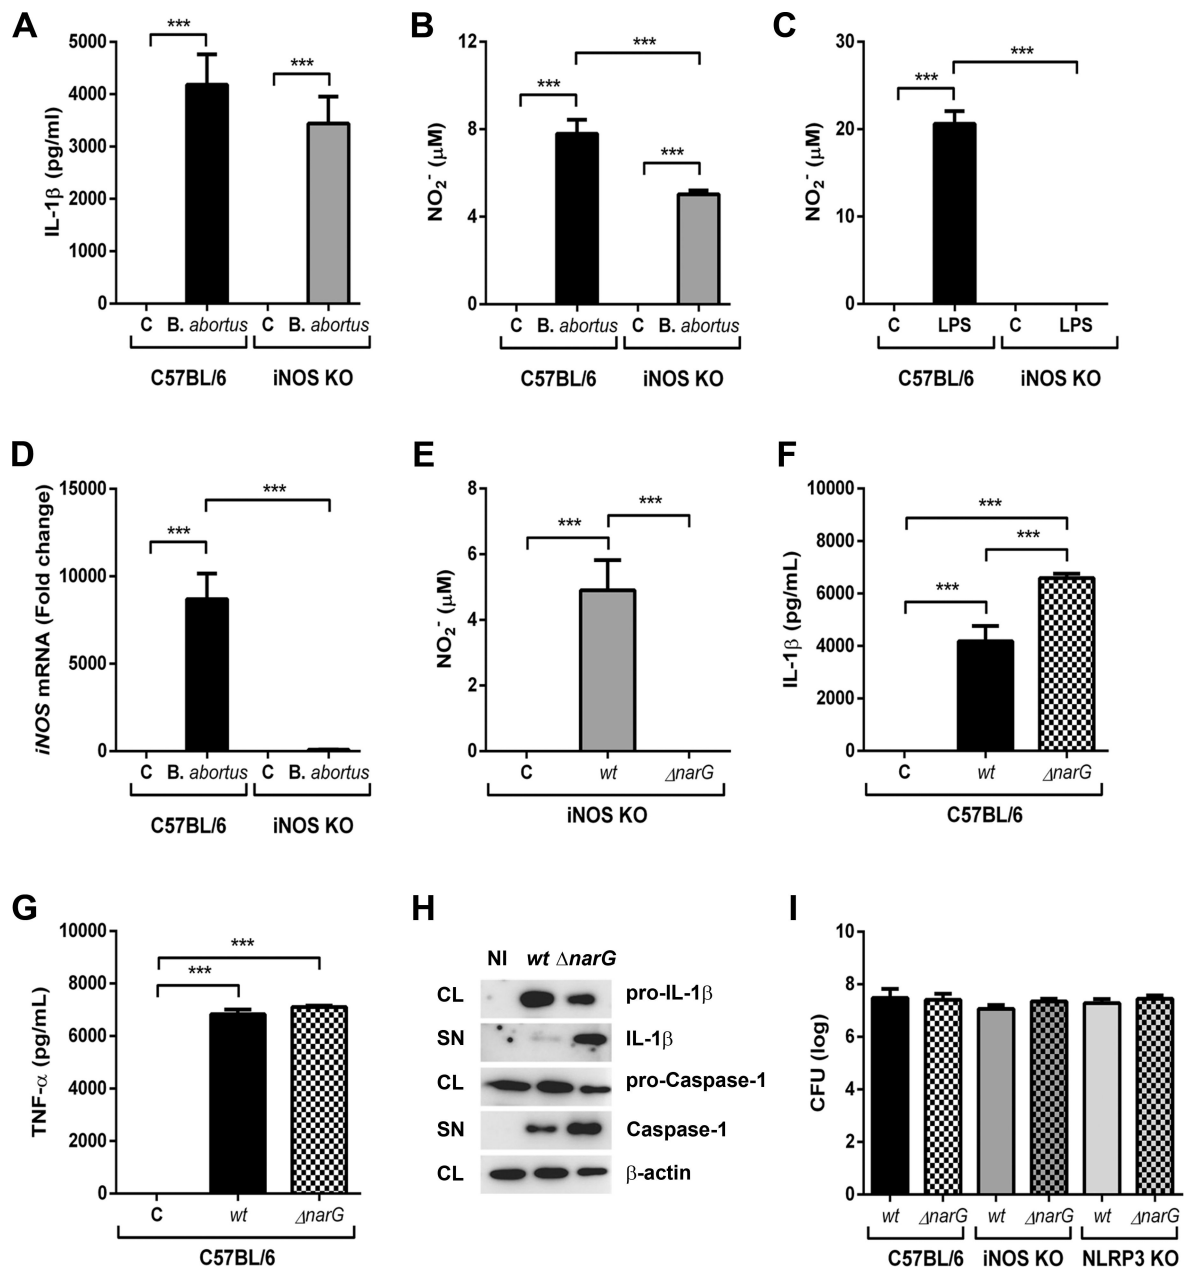 A
***
***
5000
4000
3000
2000
1000
0
IL-1β (pg/ml)
C B. abortus C B. abortus
C57BL/6 iNOS KO
B
***
***
***
12
8
4
0
NO2- (μM)
C B. abortus C B. abortus
C57BL/6 iNOS KO
C
***
***
30
20
10
0
NO2- (μM)
C LPS C LPS
C57BL/6 iNOS KO
D
***
***
15000
10000
5000
0
iNOS mRNA (Fold change)
C B. abortus C B. abortus
C57BL/6 iNOS KO
E
***
***
8
6
4
2
0
NO2- (μM)
C wt ΔnarG
iNOS KO
F
***
***
***
10000
8000
6000
4000
2000
0
IL-1β (pg/mL)
C wt ΔnarG
C57BL/6
G
***
***
10000
8000
6000
4000
2000
0
TNF-α (pg/mL)
C wt ΔnarG
C57BL/6
H
NI wt ΔnarG
CL pro-IL-1β
SN IL-1β
CL pro-Caspase-1
SN Caspase-1
CL β-actin
I
10
8
6
4
2
0
CFU (log)
wt ΔnarG wt ΔnarG wt ΔnarG
C57BL/6 iNOS KO NLRP3 KO